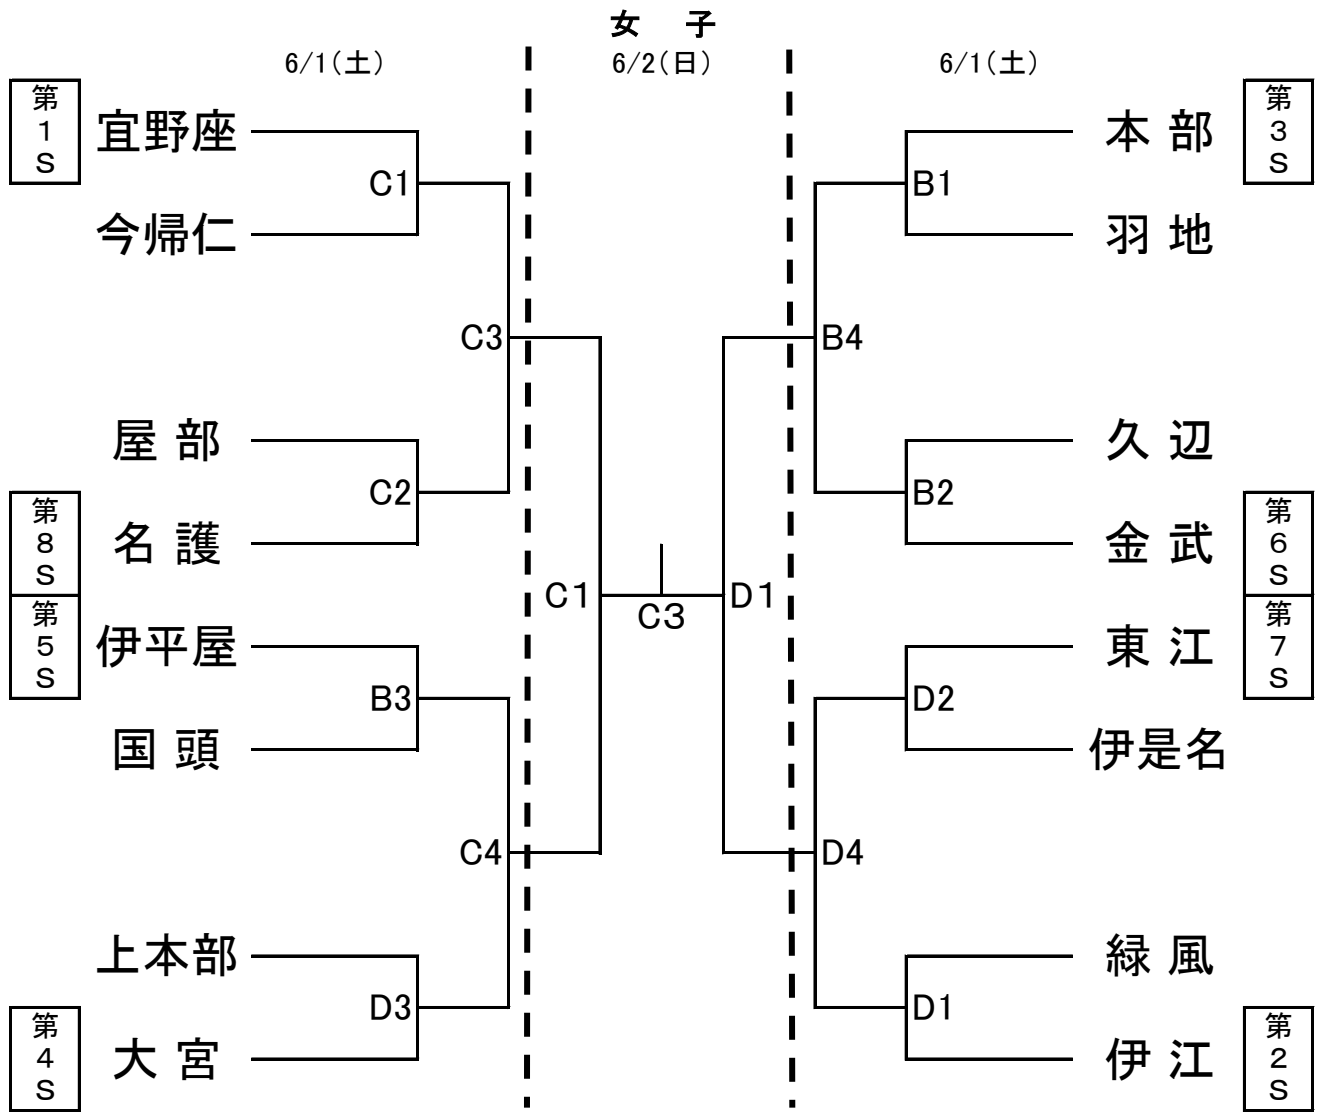 女 子
6/1(土)
6/2(日)
6/1(土)
第1S
宜野座
C1
今帰仁
C3
屋部
C2
第8S
名護
第5S
伊平屋
B3
国頭
C4
上本部
D3
第4S
大宮
C1
C3
D1
本部
第3S
B1
羽地
B4
久辺
B2
金武
第6S
東江
第7S
D2
伊是名
D4
緑風
D1
伊江
第2S